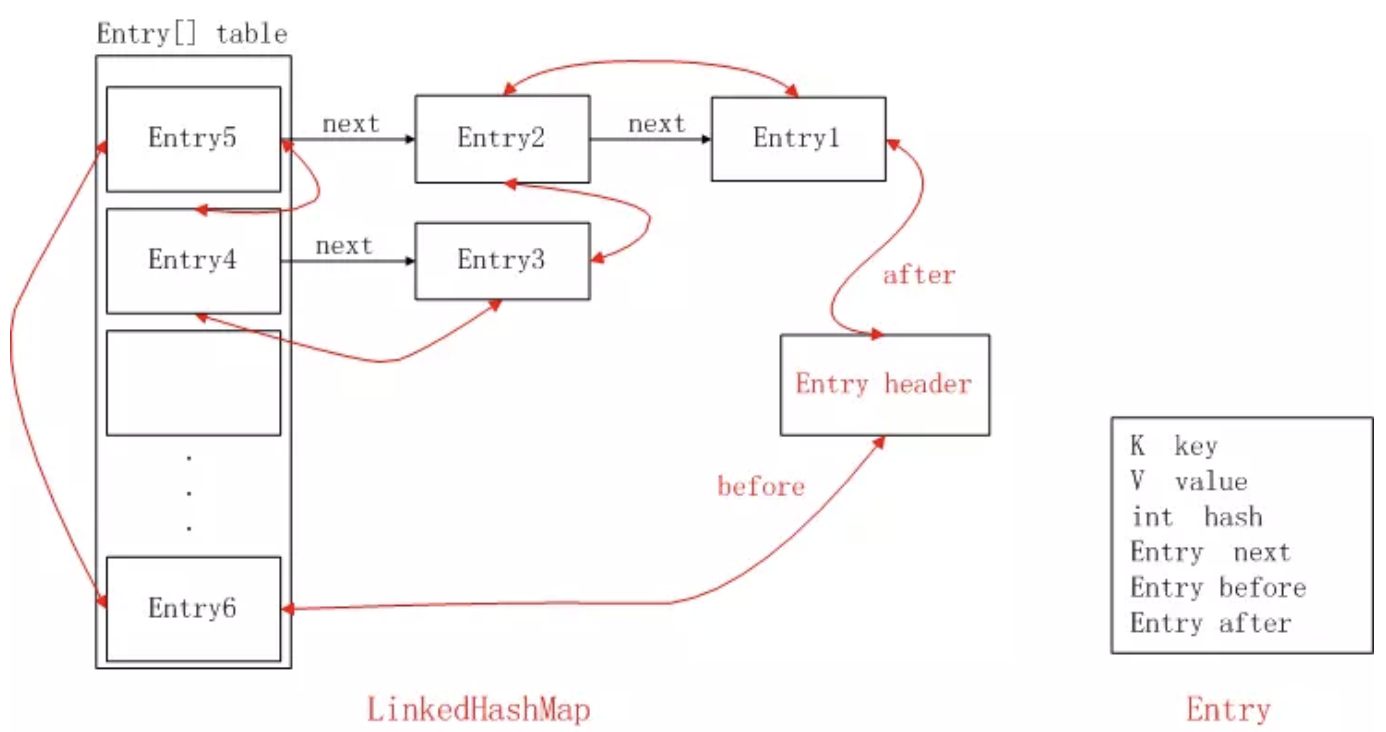 Entry[] table
Entry5
next
Entry2
next
Entry1
Entry4
next
Entry3
after
Entry header
before
Entry6
K key
V value
int hash
Entry next
Entry before
Entry after
LinkedHashMap
Entry